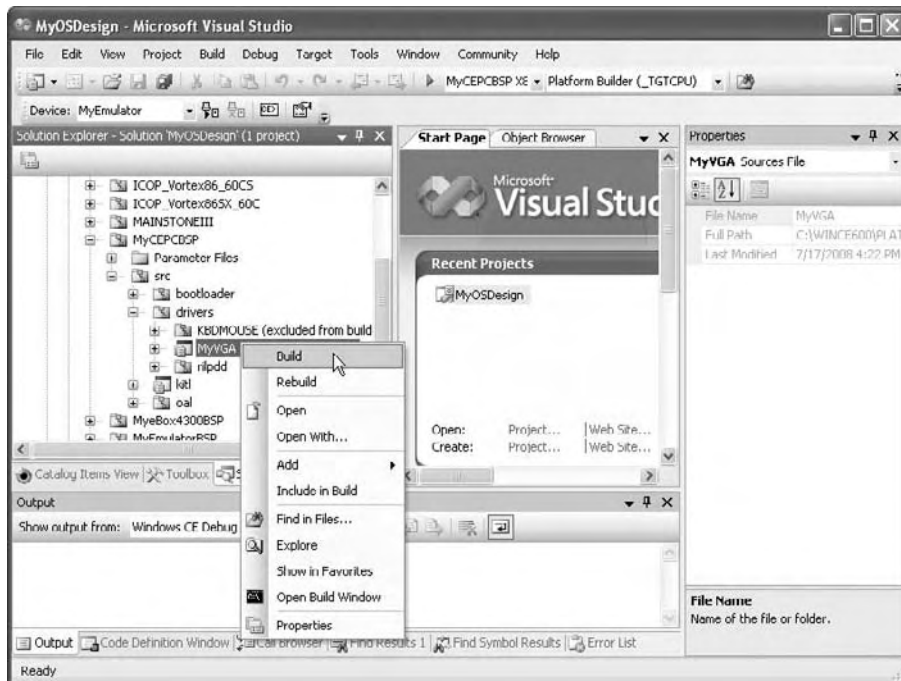 MyOSDesign - Microsoft Visual Studio
File Edit View Project Build Debug Target Tools Window Community Help
MyCEPCBSP X8 Platform Builder (_TGTCPU)
Device: MyEmulator
Solution Explorer - Solution 'MyOSDesign' (1 project)
ICOP_Vortex86_60CS
ICOP_Vortex86SX_60C
MAINSTONEIII
MyCEPCBSP
Parameter Files
src
bootloader
drivers
KBDMOUSE (excluded from build
MyVGA
rilpdd
kitl
oal
MyeBox4300BSP
MyEmulatorBSP
Catalog Items View Toolbox
Build
Rebuild
Open
Open With...
Add
Include in Build
Find in Files...
Explore
Show in Favorites
Open Build Window
Properties
Start Page Object Browser
Microsoft
Visual Stud
Recent Projects
MyOSDesign
Open: Project... |Web Site...
Create: Project... |Web Site...
Properties
MyVGA Sources File
File Name MyVGA
Full Path C:\WINCE600\PLAT
Last Modified 7/17/2008 4:22 PM
File Name
Name of the file or folder.
Output
Show output from: Windows CE Debug
Output Code Definition Window Call Browser Find Results 1 Find Symbol Results Error List
Ready